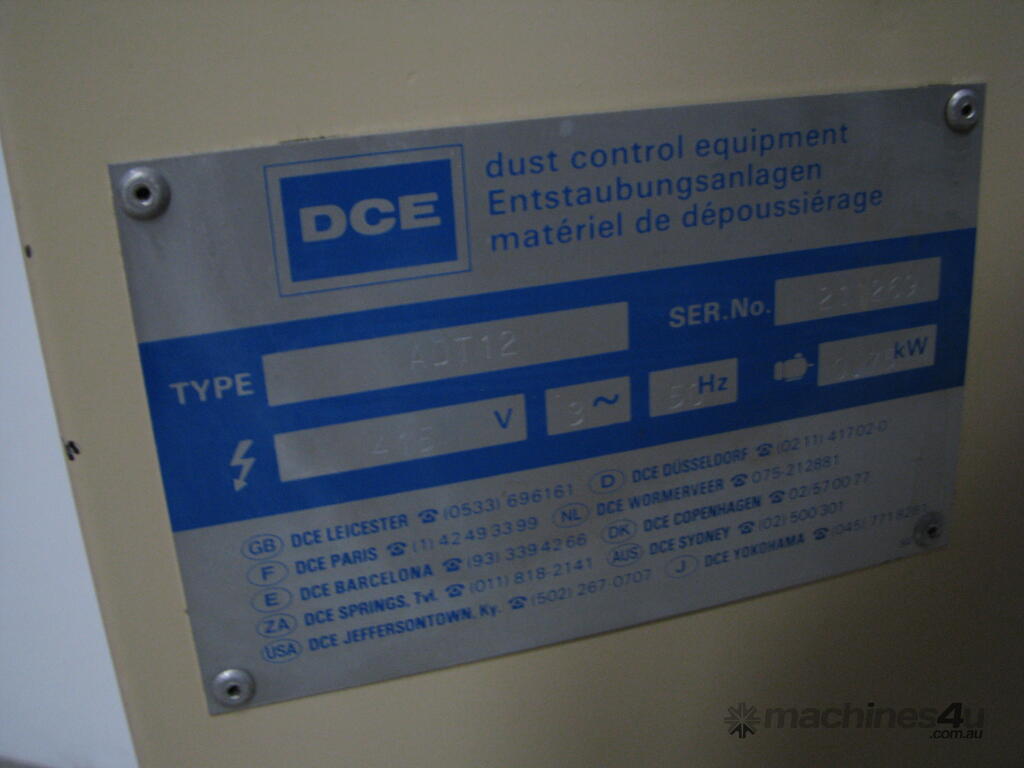 DCE
dust control equipment
Entstaubungsanlagen
matériel de dépoussiérage
TYPE ADT12 SER.No.
415 V 3 ~ 50 Hz kW
GB DCE LEICESTER ☎ (0533) 696161 D DCE DÜSSELDORF ☎ (0211) 41702-0
F DCE PARIS ☎ (1) 42 49 33 99 NL DCE WORMERVEER ☎ 075-212881
E DCE BARCELONA ☎ (93) 339 42 66 DK DCE COPENHAGEN ☎ 02/57 00 77
ZA DCE SPRINGS, Tvl. ☎ (011) 818-2141 AUS DCE SYDNEY ☎ (02) 500 301
USA DCE JEFFERSONTOWN, Ky. ☎ (502) 267-0707 J DCE YOKOHAMA ☎
machines4u
.com.au